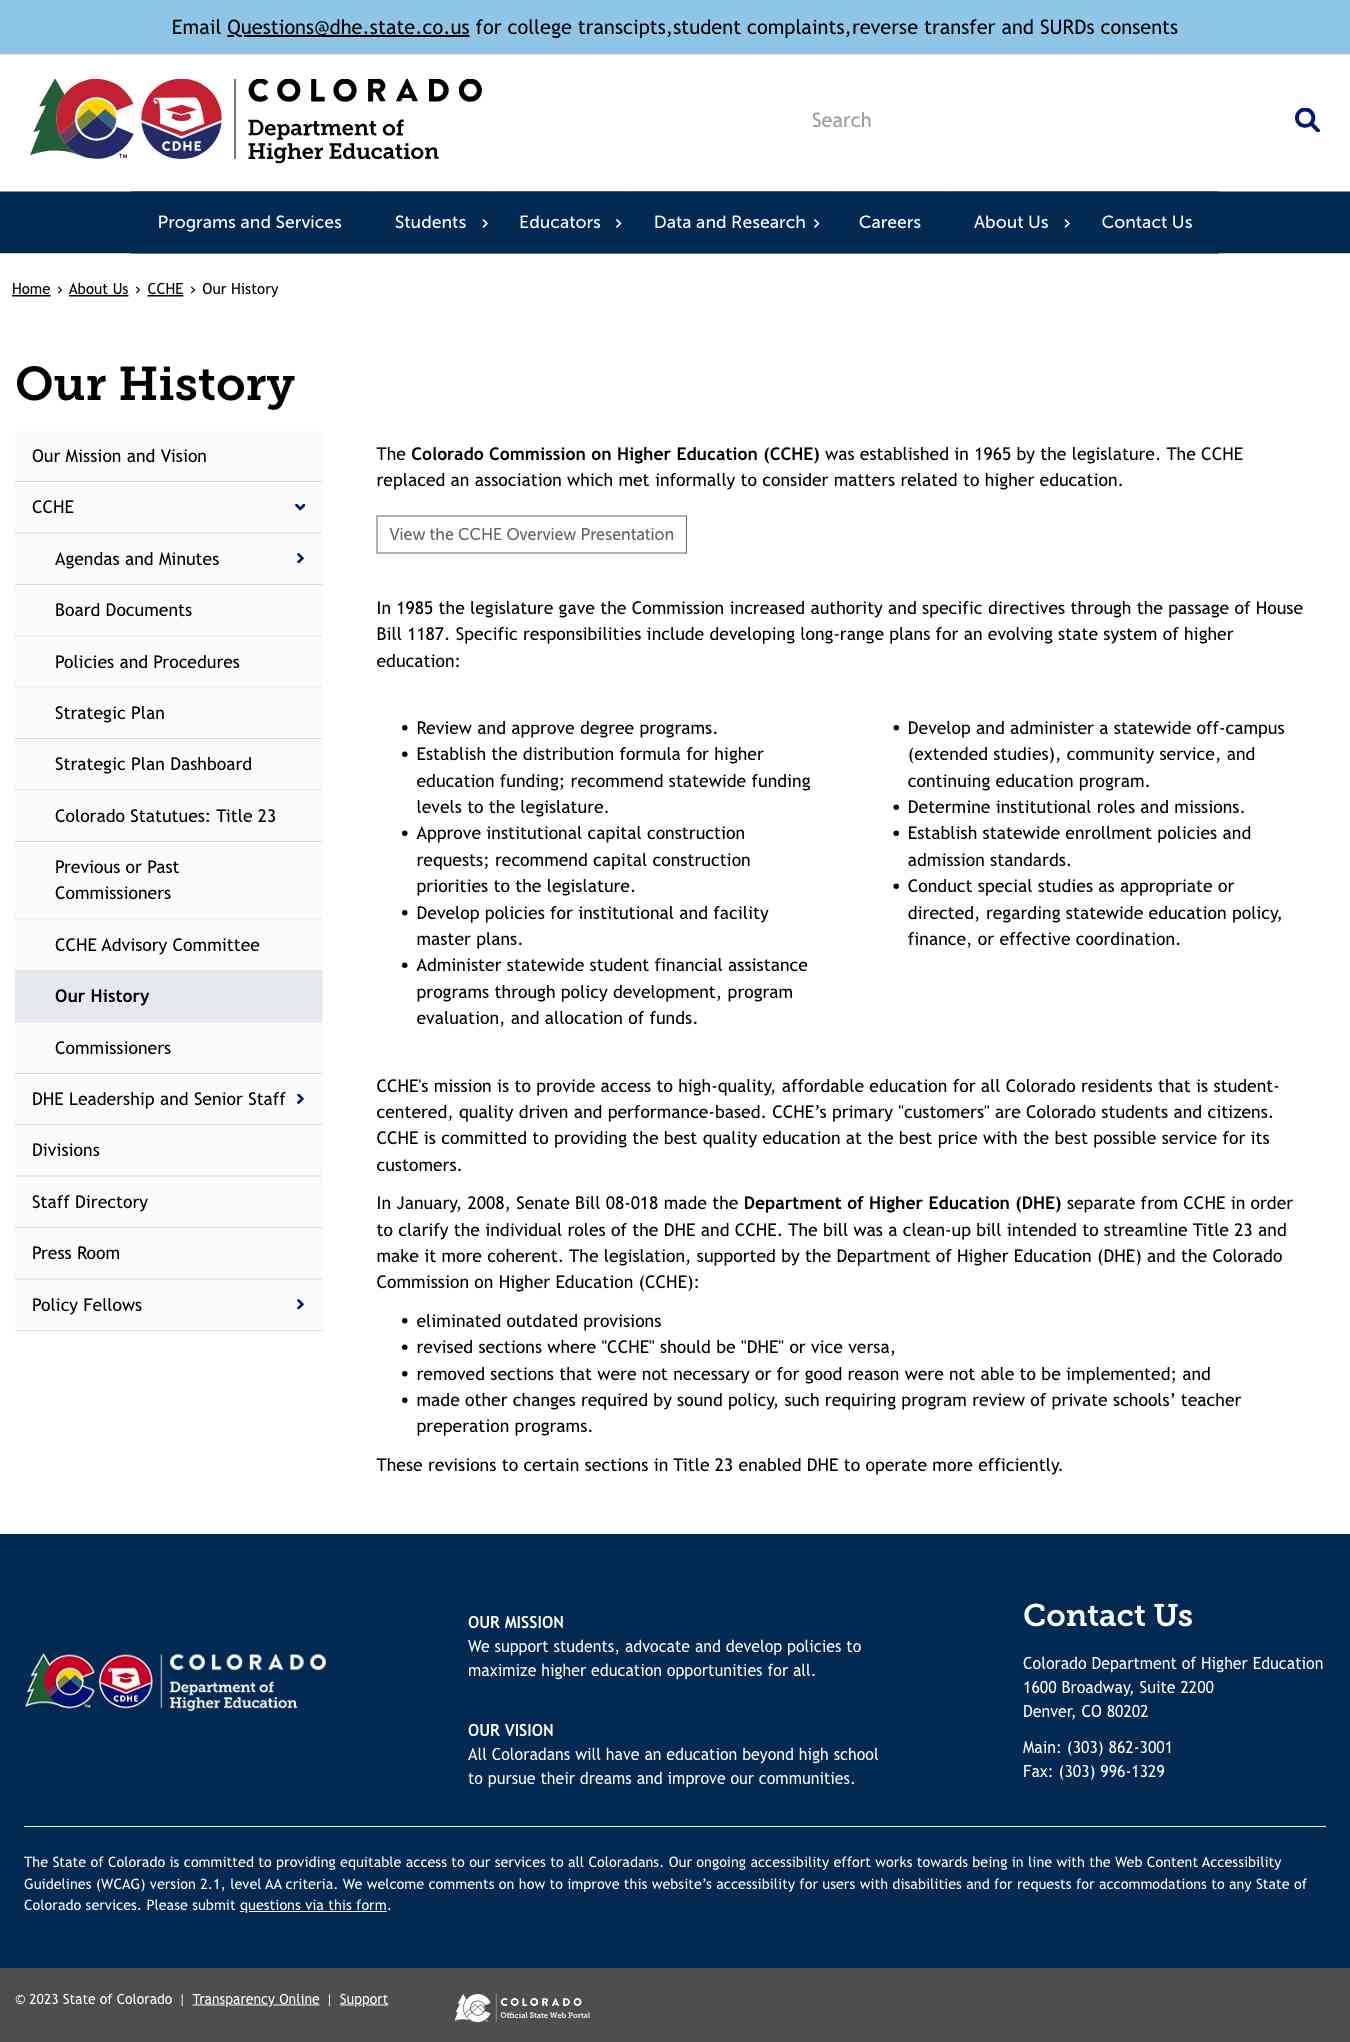 Email Questions@dhe.state.co.us for college transcipts,student complaints,reverse transfer and SURDs consents
CDHE
TM
COLORADO
Department of
Higher Education
Search
Programs and Services Students Educators Data and Research Careers About Us Contact Us
Home › About Us › CCHE › Our History
Our History
Our Mission and Vision
CCHE
Agendas and Minutes
Board Documents
Policies and Procedures
Strategic Plan
Strategic Plan Dashboard
Colorado Statutues: Title 23
Previous or Past
Commissioners
CCHE Advisory Committee
Our History
Commissioners
DHE Leadership and Senior Staff
Divisions
Staff Directory
Press Room
Policy Fellows
The Colorado Commission on Higher Education (CCHE) was established in 1965 by the legislature. The CCHE
replaced an association which met informally to consider matters related to higher education.
View the CCHE Overview Presentation
In 1985 the legislature gave the Commission increased authority and specific directives through the passage of House
Bill 1187. Specific responsibilities include developing long-range plans for an evolving state system of higher
education:
• Review and approve degree programs.
• Establish the distribution formula for higher
education funding; recommend statewide funding
levels to the legislature.
• Approve institutional capital construction
requests; recommend capital construction
priorities to the legislature.
• Develop policies for institutional and facility
master plans.
• Administer statewide student financial assistance
programs through policy development, program
evaluation, and allocation of funds.
• Develop and administer a statewide off-campus
(extended studies), community service, and
continuing education program.
• Determine institutional roles and missions.
• Establish statewide enrollment policies and
admission standards.
• Conduct special studies as appropriate or
directed, regarding statewide education policy,
finance, or effective coordination.
CCHE's mission is to provide access to high-quality, affordable education for all Colorado residents that is student-
centered, quality driven and performance-based. CCHE’s primary "customers" are Colorado students and citizens.
CCHE is committed to providing the best quality education at the best price with the best possible service for its
customers.
In January, 2008, Senate Bill 08-018 made the Department of Higher Education (DHE) separate from CCHE in order
to clarify the individual roles of the DHE and CCHE. The bill was a clean-up bill intended to streamline Title 23 and
make it more coherent. The legislation, supported by the Department of Higher Education (DHE) and the Colorado
Commission on Higher Education (CCHE):
• eliminated outdated provisions
• revised sections where "CCHE" should be "DHE" or vice versa,
• removed sections that were not necessary or for good reason were not able to be implemented; and
• made other changes required by sound policy, such requiring program review of private schools’ teacher
preperation programs.
These revisions to certain sections in Title 23 enabled DHE to operate more efficiently.
CDHE
COLORADO
Department of
Higher Education
OUR MISSION
We support students, advocate and develop policies to
maximize higher education opportunities for all.
OUR VISION
All Coloradans will have an education beyond high school
to pursue their dreams and improve our communities.
Contact Us
Colorado Department of Higher Education
1600 Broadway, Suite 2200
Denver, CO 80202
Main: (303) 862-3001
Fax: (303) 996-1329
The State of Colorado is committed to providing equitable access to our services to all Coloradans. Our ongoing accessibility effort works towards being in line with the Web Content Accessibility
Guidelines (WCAG) version 2.1, level AA criteria. We welcome comments on how to improve this website’s accessibility for users with disabilities and for requests for accommodations to any State of
Colorado services. Please submit questions via this form.
© 2023 State of Colorado | Transparency Online | Support
COLORADO
Official State Web Portal